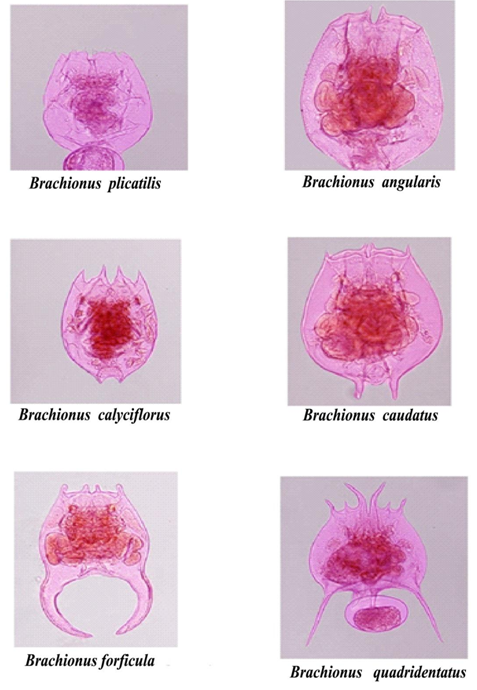 Brachionus plicatilis
Brachionus angularis
Brachionus calyciflorus
Brachionus caudatus
Brachionus forficula
Brachionus quadridentatus